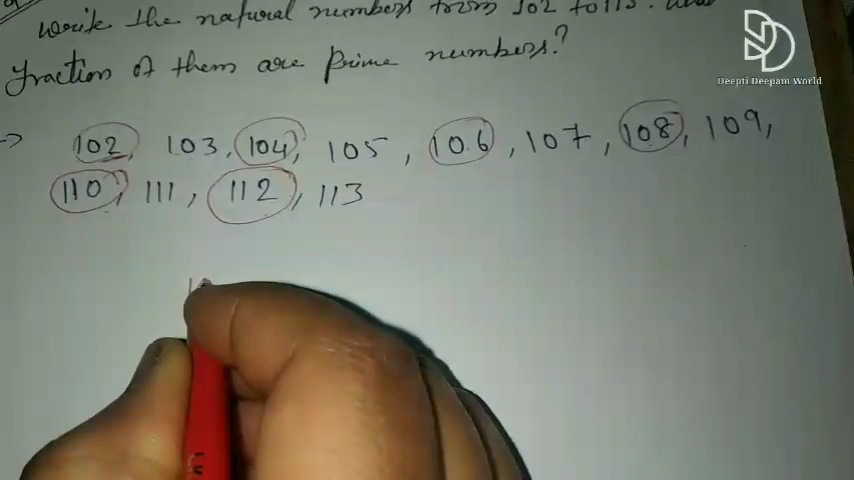 write the natural numbers from 102 to 113. what
fraction of them are prime numbers?
Deepti Deepam World
-> 102, 103, 104, 105, 106, 107, 108, 109,
110, 111, 112, 113